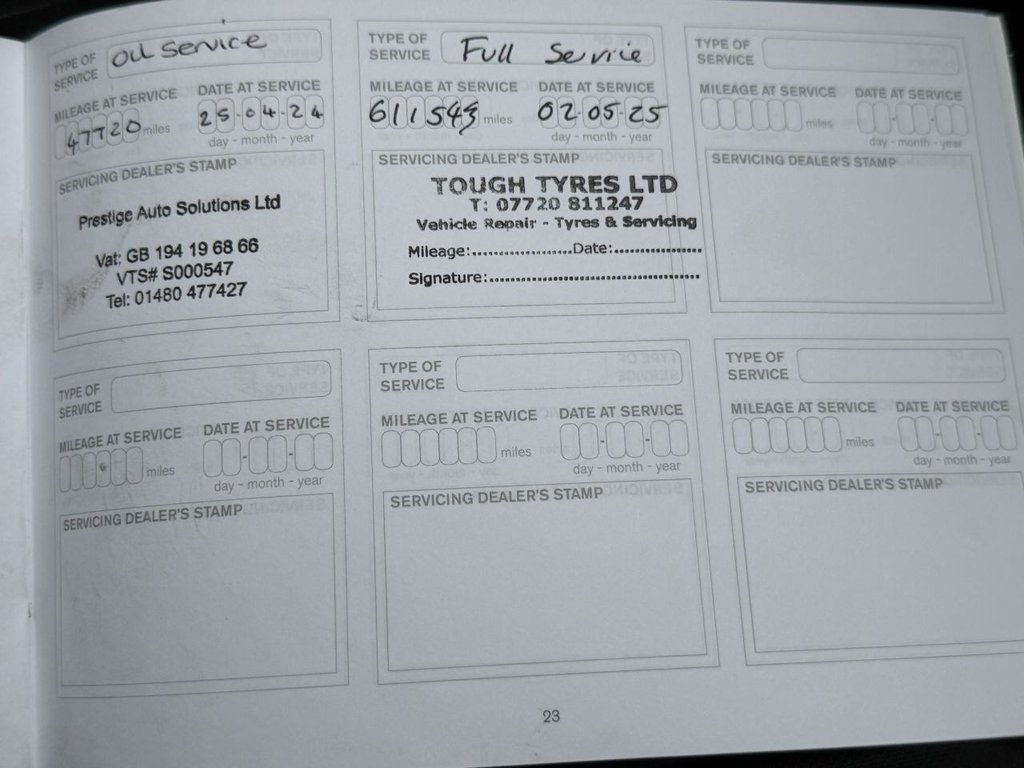 TYPE OF SERVICE Oil Service
MILEAGE AT SERVICE DATE AT SERVICE
47720 miles 25-04-24
day - month - year
SERVICING DEALER'S STAMP
Prestige Auto Solutions Ltd
Vat: GB 194 19 68 66
VTS# S000547
Tel: 01480 477427
TYPE OF SERVICE Full Service
MILEAGE AT SERVICE DATE AT SERVICE
611549 miles 02-05-25
day - month - year
SERVICING DEALER'S STAMP
TOUGH TYRES LTD
T: 07720 811247
Vehicle Repair - Tyres & Servicing
Mileage:....................Date:.................
Signature:..........................................
TYPE OF SERVICE
MILEAGE AT SERVICE DATE AT SERVICE
miles
day - month - year
SERVICING DEALER'S STAMP
TYPE OF SERVICE
MILEAGE AT SERVICE DATE AT SERVICE
miles
day - month - year
SERVICING DEALER'S STAMP
TYPE OF SERVICE
MILEAGE AT SERVICE DATE AT SERVICE
miles
day - month - year
SERVICING DEALER'S STAMP
TYPE OF SERVICE
MILEAGE AT SERVICE DATE AT SERVICE
miles
day - month - year
SERVICING DEALER'S STAMP
23